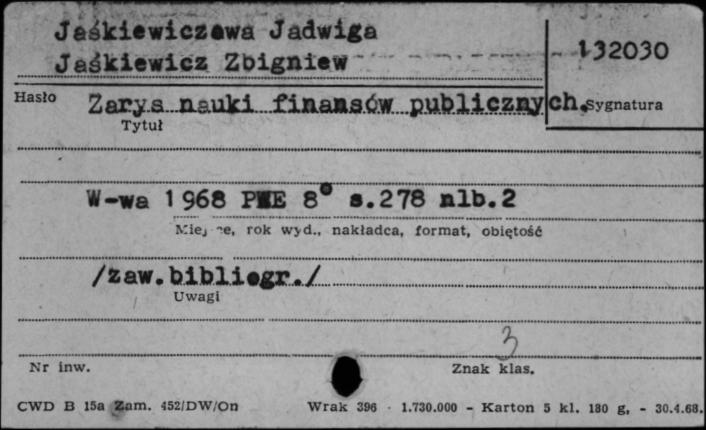 Jaśkiewiczowa Jadwiga
Jaśkiewicz Zbigniew
132030
Hasło
Zarys nauki finansów publicznych.
Sygnatura
Tytuł
W-wa 1968 PWE 8° s.278 nlb.2
Miejsce, rok wyd., nakładca, format, objętość
/zaw.bibliogr./
Uwagi
3
Nr inw.
Znak klas.
CWD B 15a Zam. 452/DW/On Wrak 396 · 1.730.000 - Karton 5 kl. 180 g, - 30.4.68.